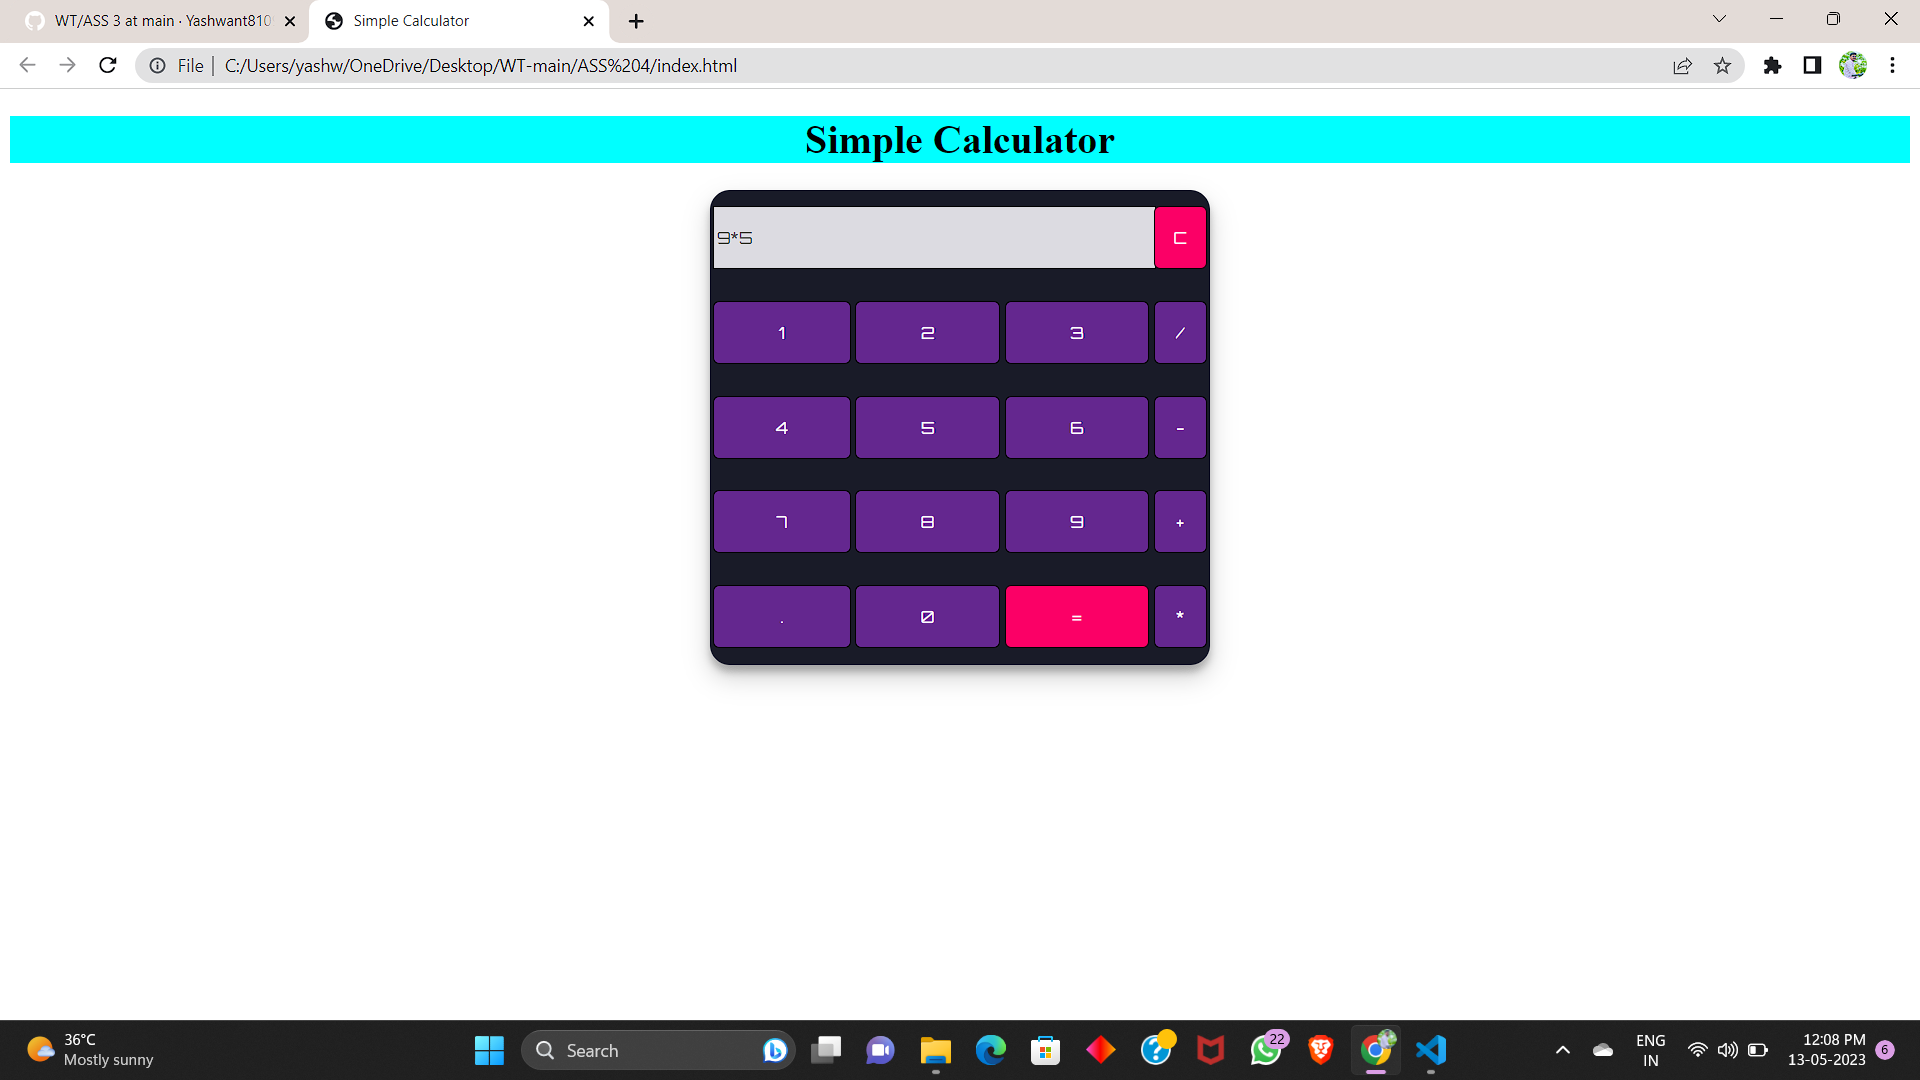 WT/ASS 3 at main · Yashwant810
Simple Calculator
File
C:/Users/yashw/OneDrive/Desktop/WT-main/ASS%204/index.html
Simple Calculator
9*5
C
1 2 3 /
4 5 6 -
7 8 9 +
. 0 = *
36°C
Mostly sunny
Search
22
ENG
IN
12:08 PM
13-05-2023
6